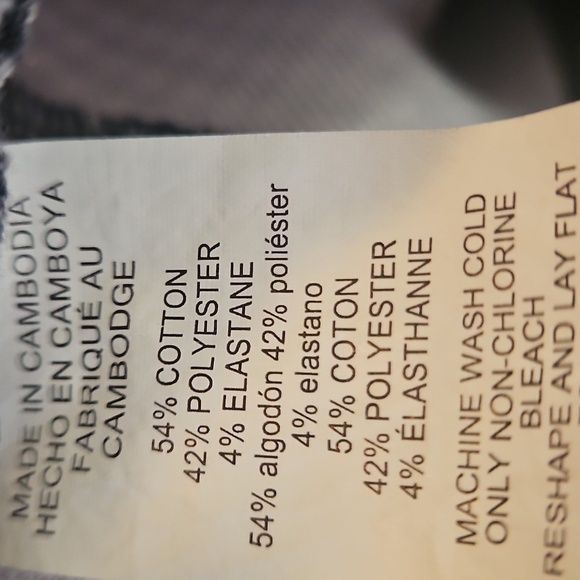 MADE IN CAMBODIA
HECHO EN CAMBOYA
FABRIQUÉ AU
CAMBODGE
54% COTTON
42% POLYESTER
4% ELASTANE
54% algodón 42% poliéster
4% elastano
54% COTON
42% POLYESTER
4% ÉLASTHANNE
MACHINE WASH COLD
ONLY NON-CHLORINE
BLEACH
RESHAPE AND LAY FLAT